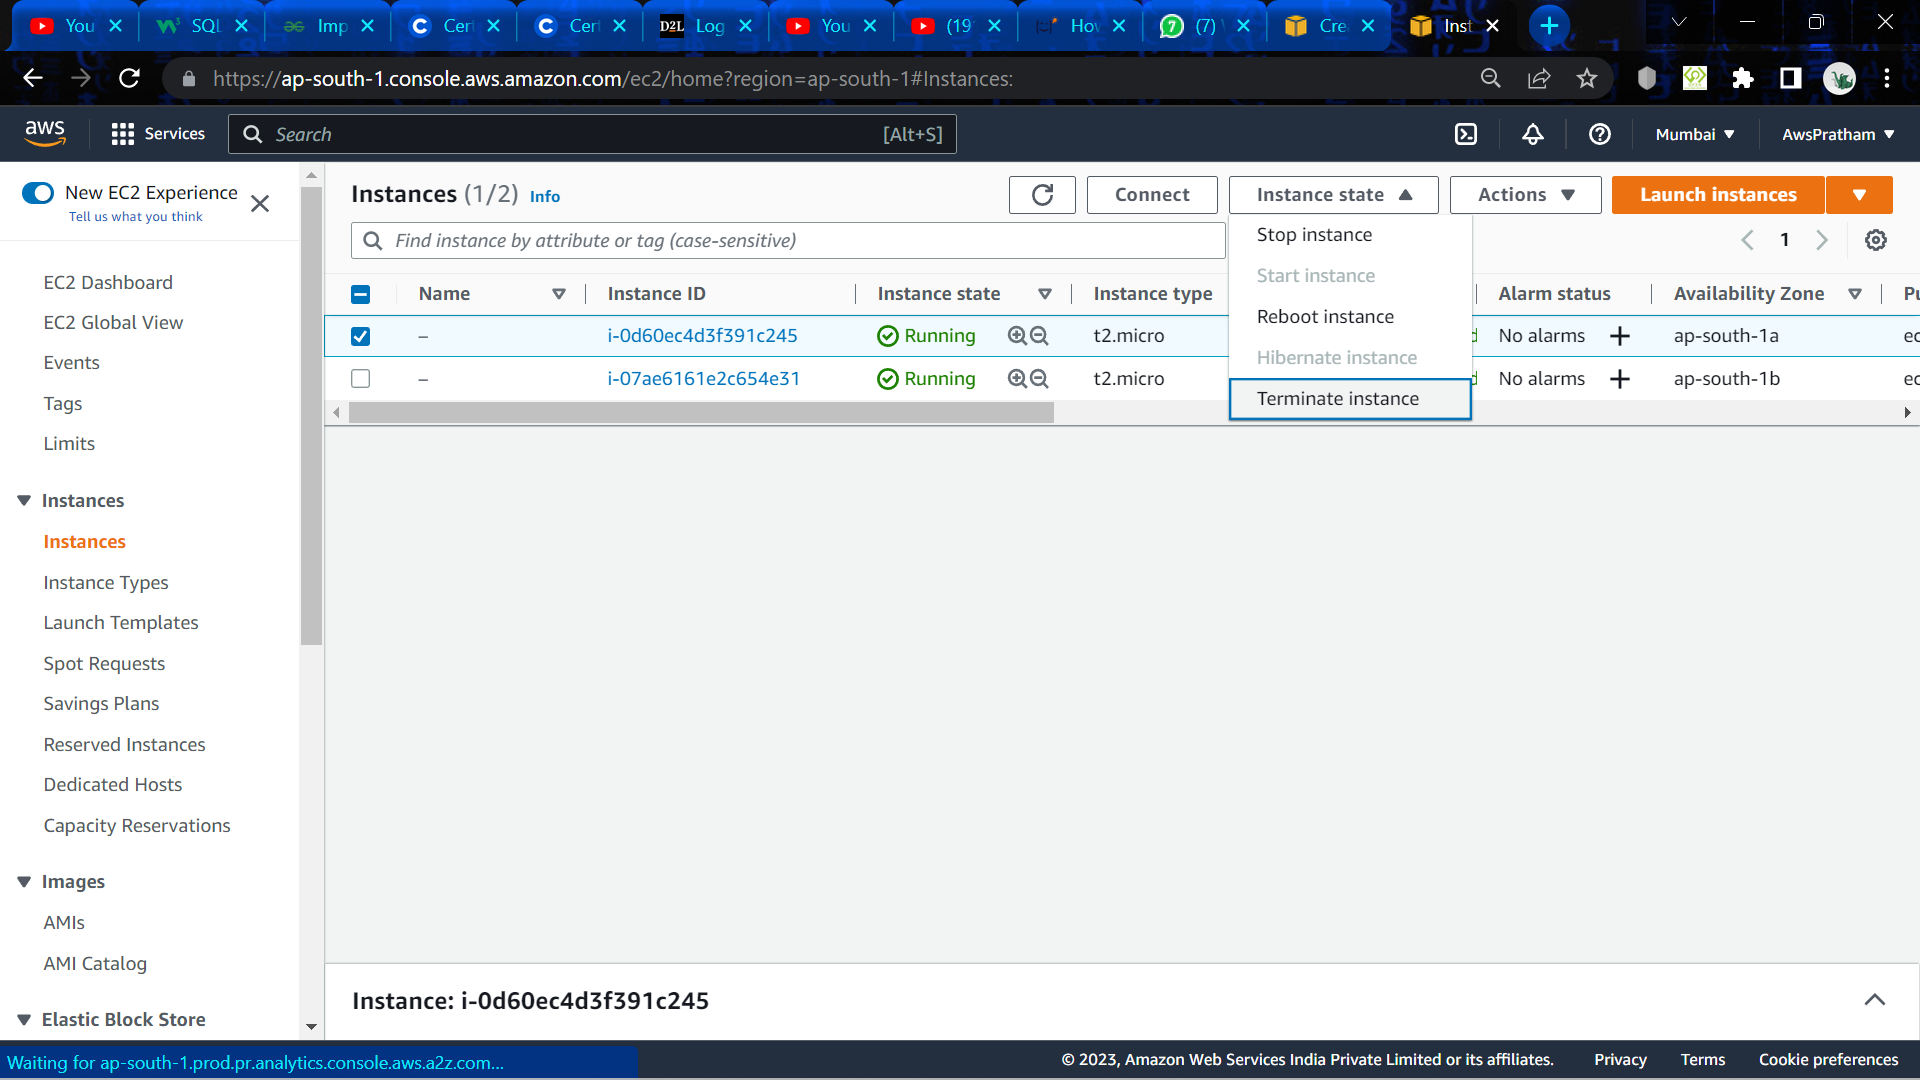 You
SQL
Imp
Cert
Cert
D2L Log
You
(19
How
7 (7)
Cre
Inst
https://ap-south-1.console.aws.amazon.com/ec2/home?region=ap-south-1#Instances:
aws
Services
Search
[Alt+S]
Mumbai
AwsPratham
New EC2 Experience
Tell us what you think
EC2 Dashboard
EC2 Global View
Events
Tags
Limits
Instances
Instances
Instance Types
Launch Templates
Spot Requests
Savings Plans
Reserved Instances
Dedicated Hosts
Capacity Reservations
Images
AMIs
AMI Catalog
Elastic Block Store
Instances (1/2) Info
Connect
Instance state
Actions
Launch instances
Find instance by attribute or tag (case-sensitive)
1
Stop instance
Start instance
Reboot instance
Hibernate instance
Terminate instance
Name Instance ID Instance state Instance type Alarm status Availability Zone Pu
– i-0d60ec4d3f391c245 Running t2.micro d No alarms ap-south-1a ec
– i-07ae6161e2c654e31 Running t2.micro d No alarms ap-south-1b ec
Instance: i-0d60ec4d3f391c245
Waiting for ap-south-1.prod.pr.analytics.console.aws.a2z.com...
© 2023, Amazon Web Services India Private Limited or its affiliates.
Privacy
Terms
Cookie preferences